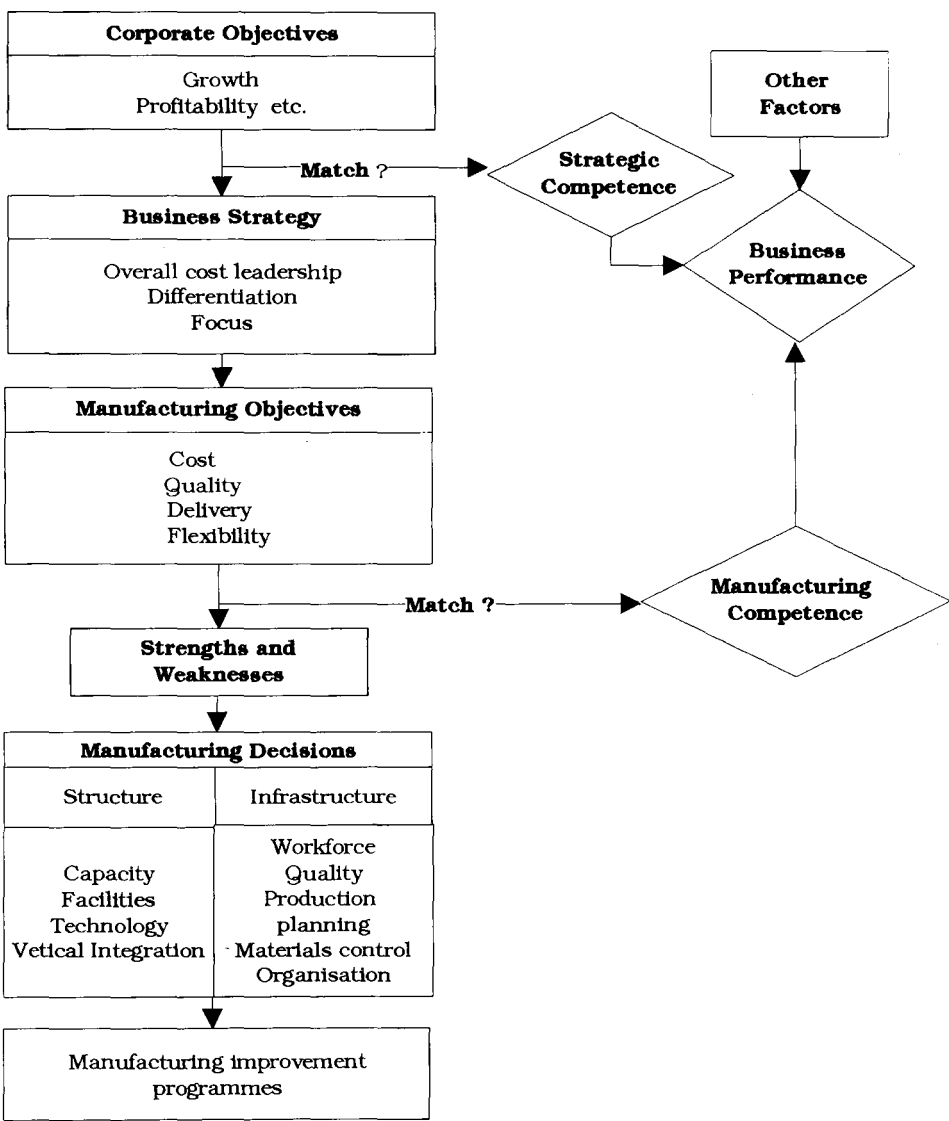 Corporate Objectives
Growth
Profitability etc.
Other
Factors
Match ?
Strategic
Competence
Business Strategy
Overall cost leadership
Differentiation
Focus
Business
Performance
Manufacturing Objectives
Cost
Quality
Delivery
Flexibility
Match ?
Manufacturing
Competence
Strengths and
Weaknesses
Manufacturing Decisions
Structure
Infrastructure
Capacity
Facilities
Technology
Vetical Integration
Workforce
Quality
Production
planning
Materials control
Organisation
Manufacturing improvement
programmes